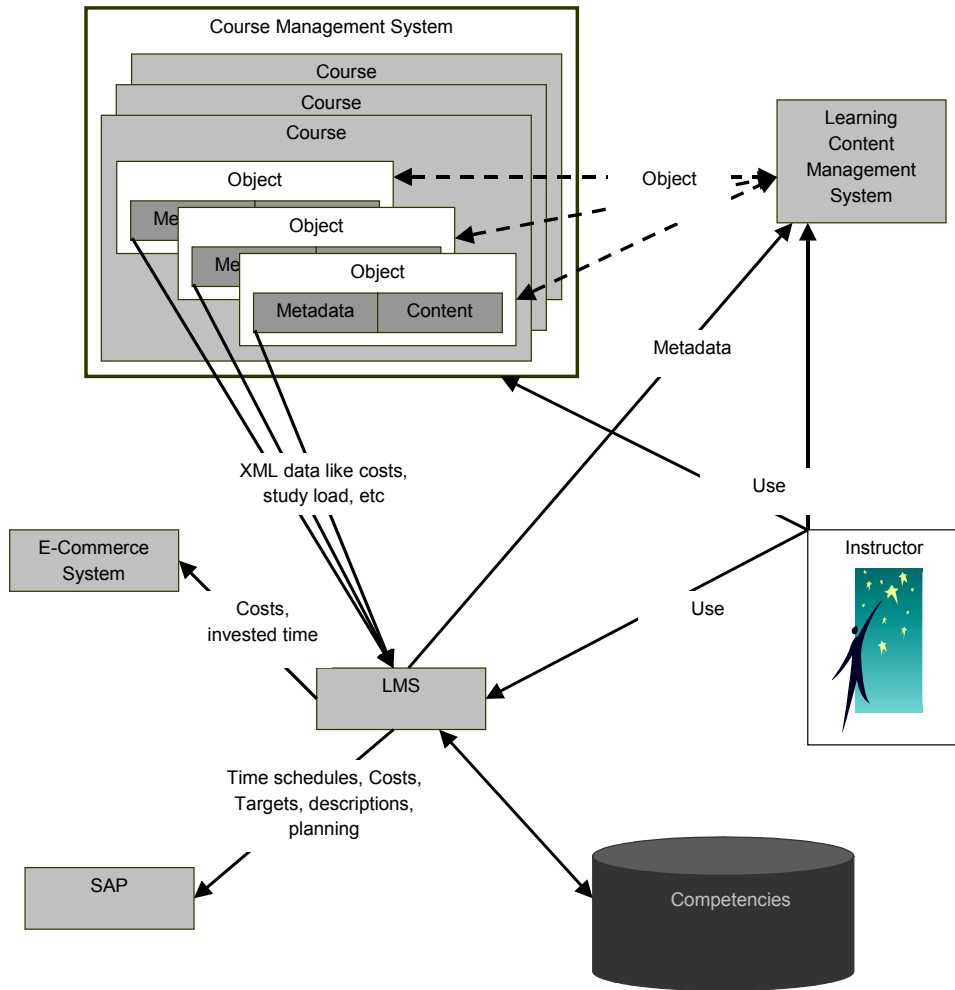 Course Management System
Course
Course
Course
Learning
Content
Management
System
Object
Object
Me
Object
Me
Object
Metadata
Content
Metadata
XML data like costs,
study load, etc
Use
E-Commerce
System
Instructor
Costs,
invested time
Use
LMS
Time schedules, Costs,
Targets, descriptions,
planning
SAP
Competencies